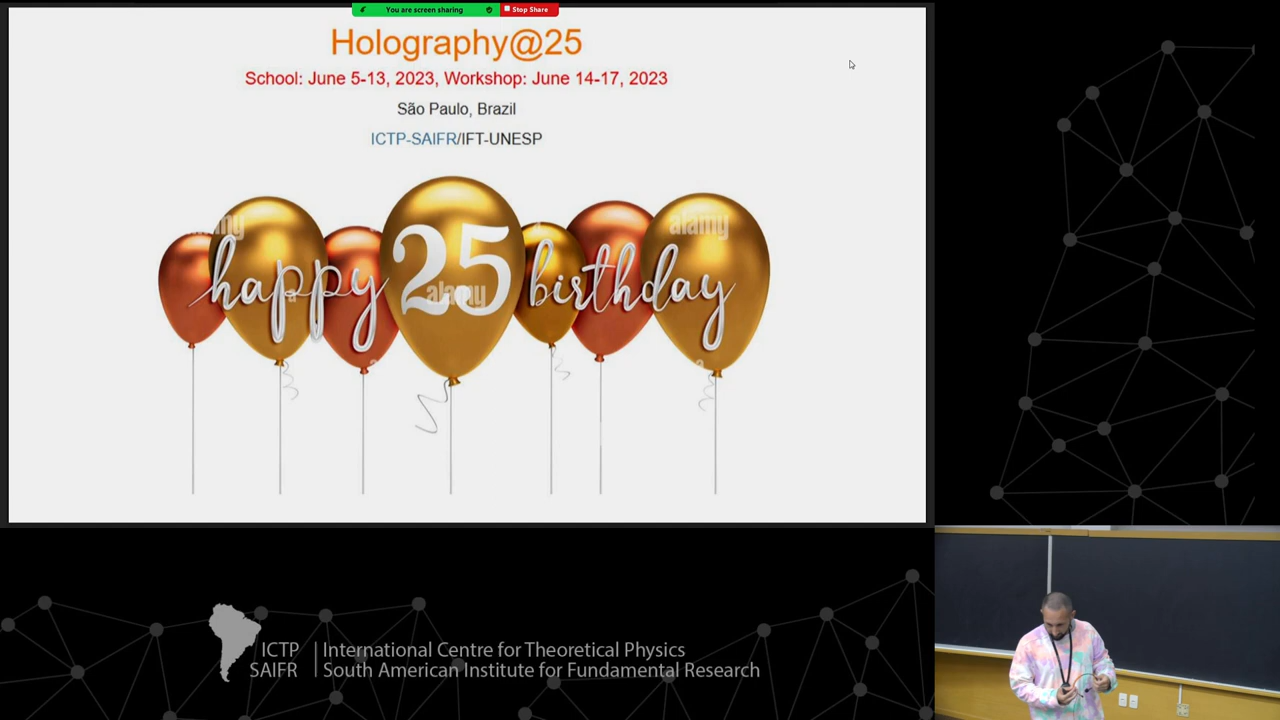 You are screen sharing
Stop Share
Holography@25
School: June 5-13, 2023, Workshop: June 14-17, 2023
São Paulo, Brazil
ICTP-SAIFR/IFT-UNESP
happy 25 birthday
alamy
alamy
ICTP
SAIFR
International Centre for Theoretical Physics
South American Institute for Fundamental Research